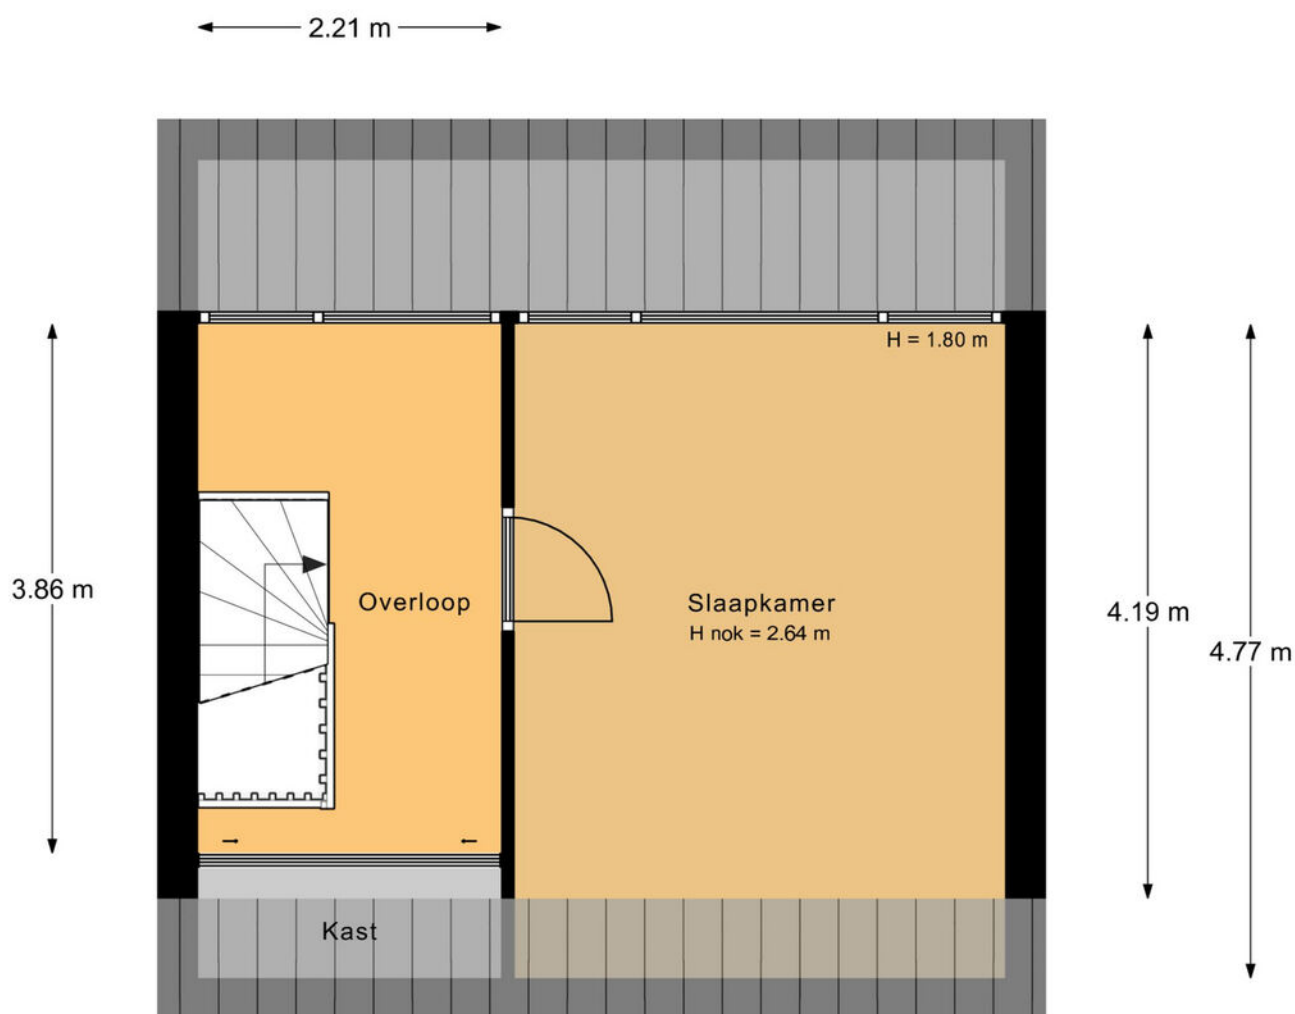 2.21 m
H = 1.80 m
3.86 m
Overloop
Slaapkamer
H nok = 2.64 m
4.19 m
4.77 m
Kast